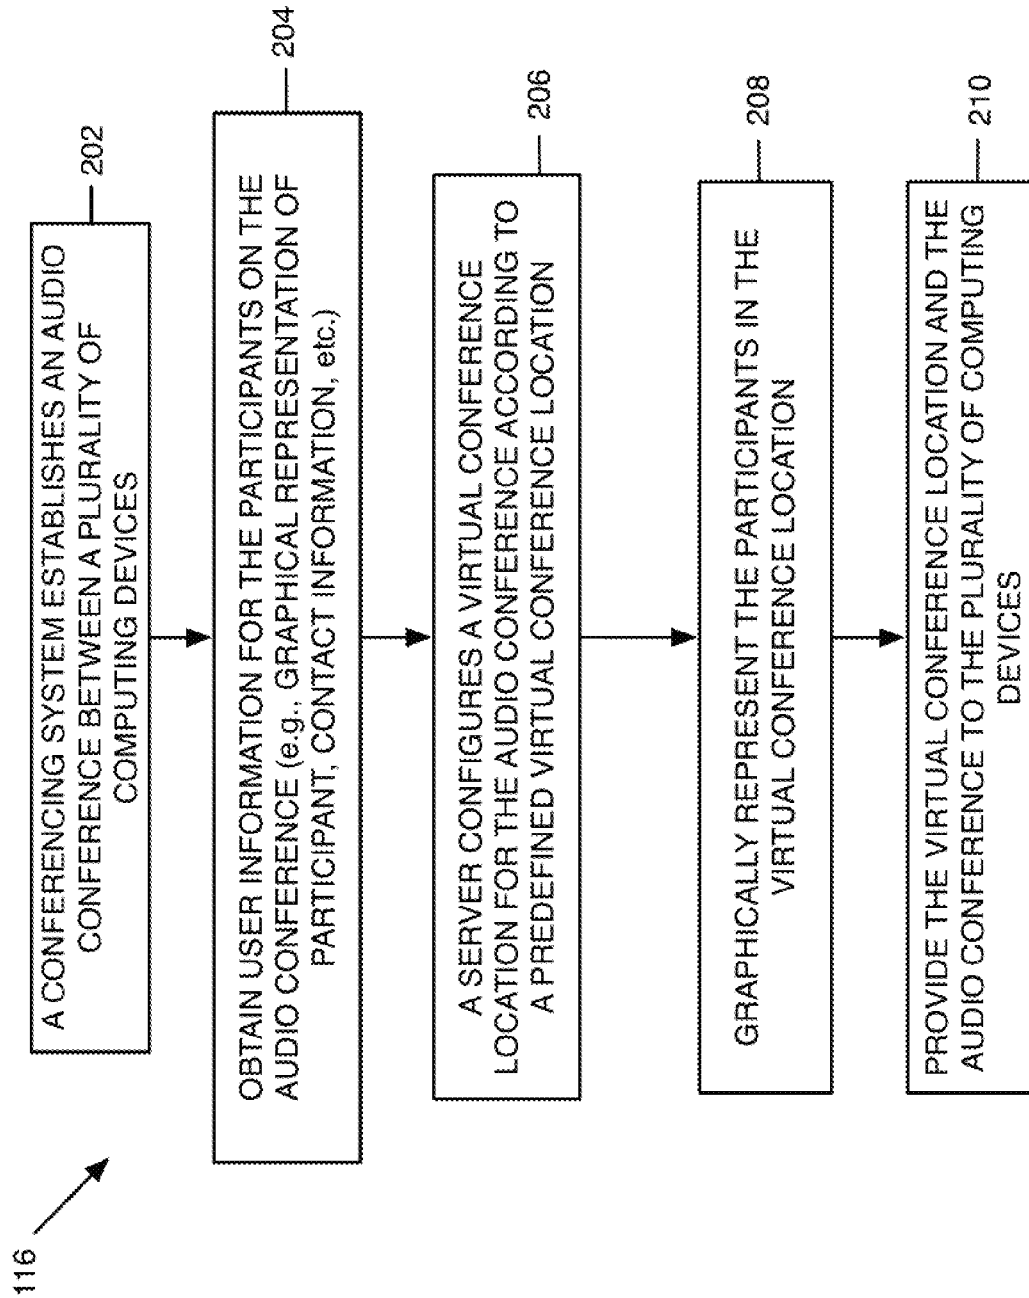 116
202
A CONFERENCING SYSTEM ESTABLISHES AN AUDIO
CONFERENCE BETWEEN A PLURALITY OF
COMPUTING DEVICES
204
OBTAIN USER INFORMATION FOR THE PARTICIPANTS ON THE
AUDIO CONFERENCE (e.g., GRAPHICAL REPRESENTATION OF
PARTICIPANT, CONTACT INFORMATION, etc.)
206
A SERVER CONFIGURES A VIRTUAL CONFERENCE
LOCATION FOR THE AUDIO CONFERENCE ACCORDING TO
A PREDEFINED VIRTUAL CONFERENCE LOCATION
208
GRAPHICALLY REPRESENT THE PARTICIPANTS IN THE
VIRTUAL CONFERENCE LOCATION
210
PROVIDE THE VIRTUAL CONFERENCE LOCATION AND THE
AUDIO CONFERENCE TO THE PLURALITY OF COMPUTING
DEVICES